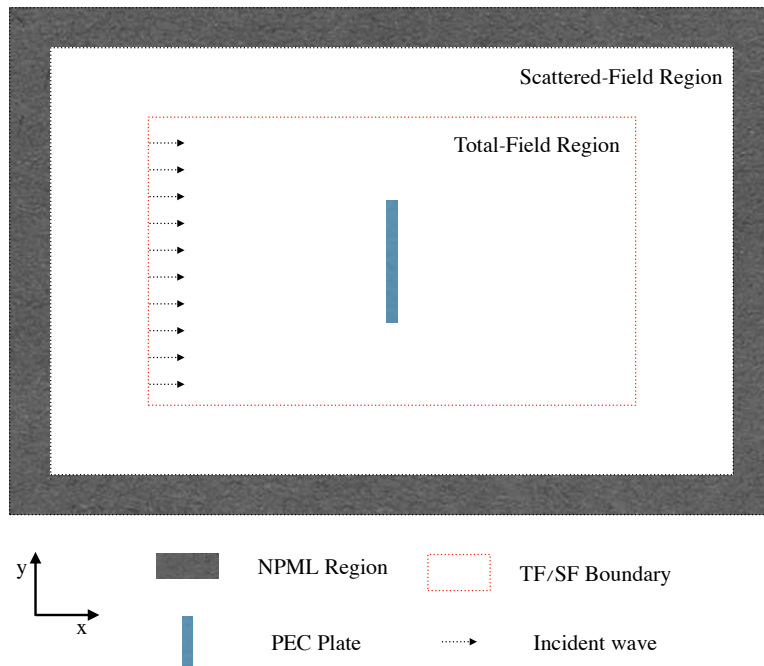 Scattered-Field Region
Total-Field Region
y
x
NPML Region
TF/SF Boundary
PEC Plate
Incident wave